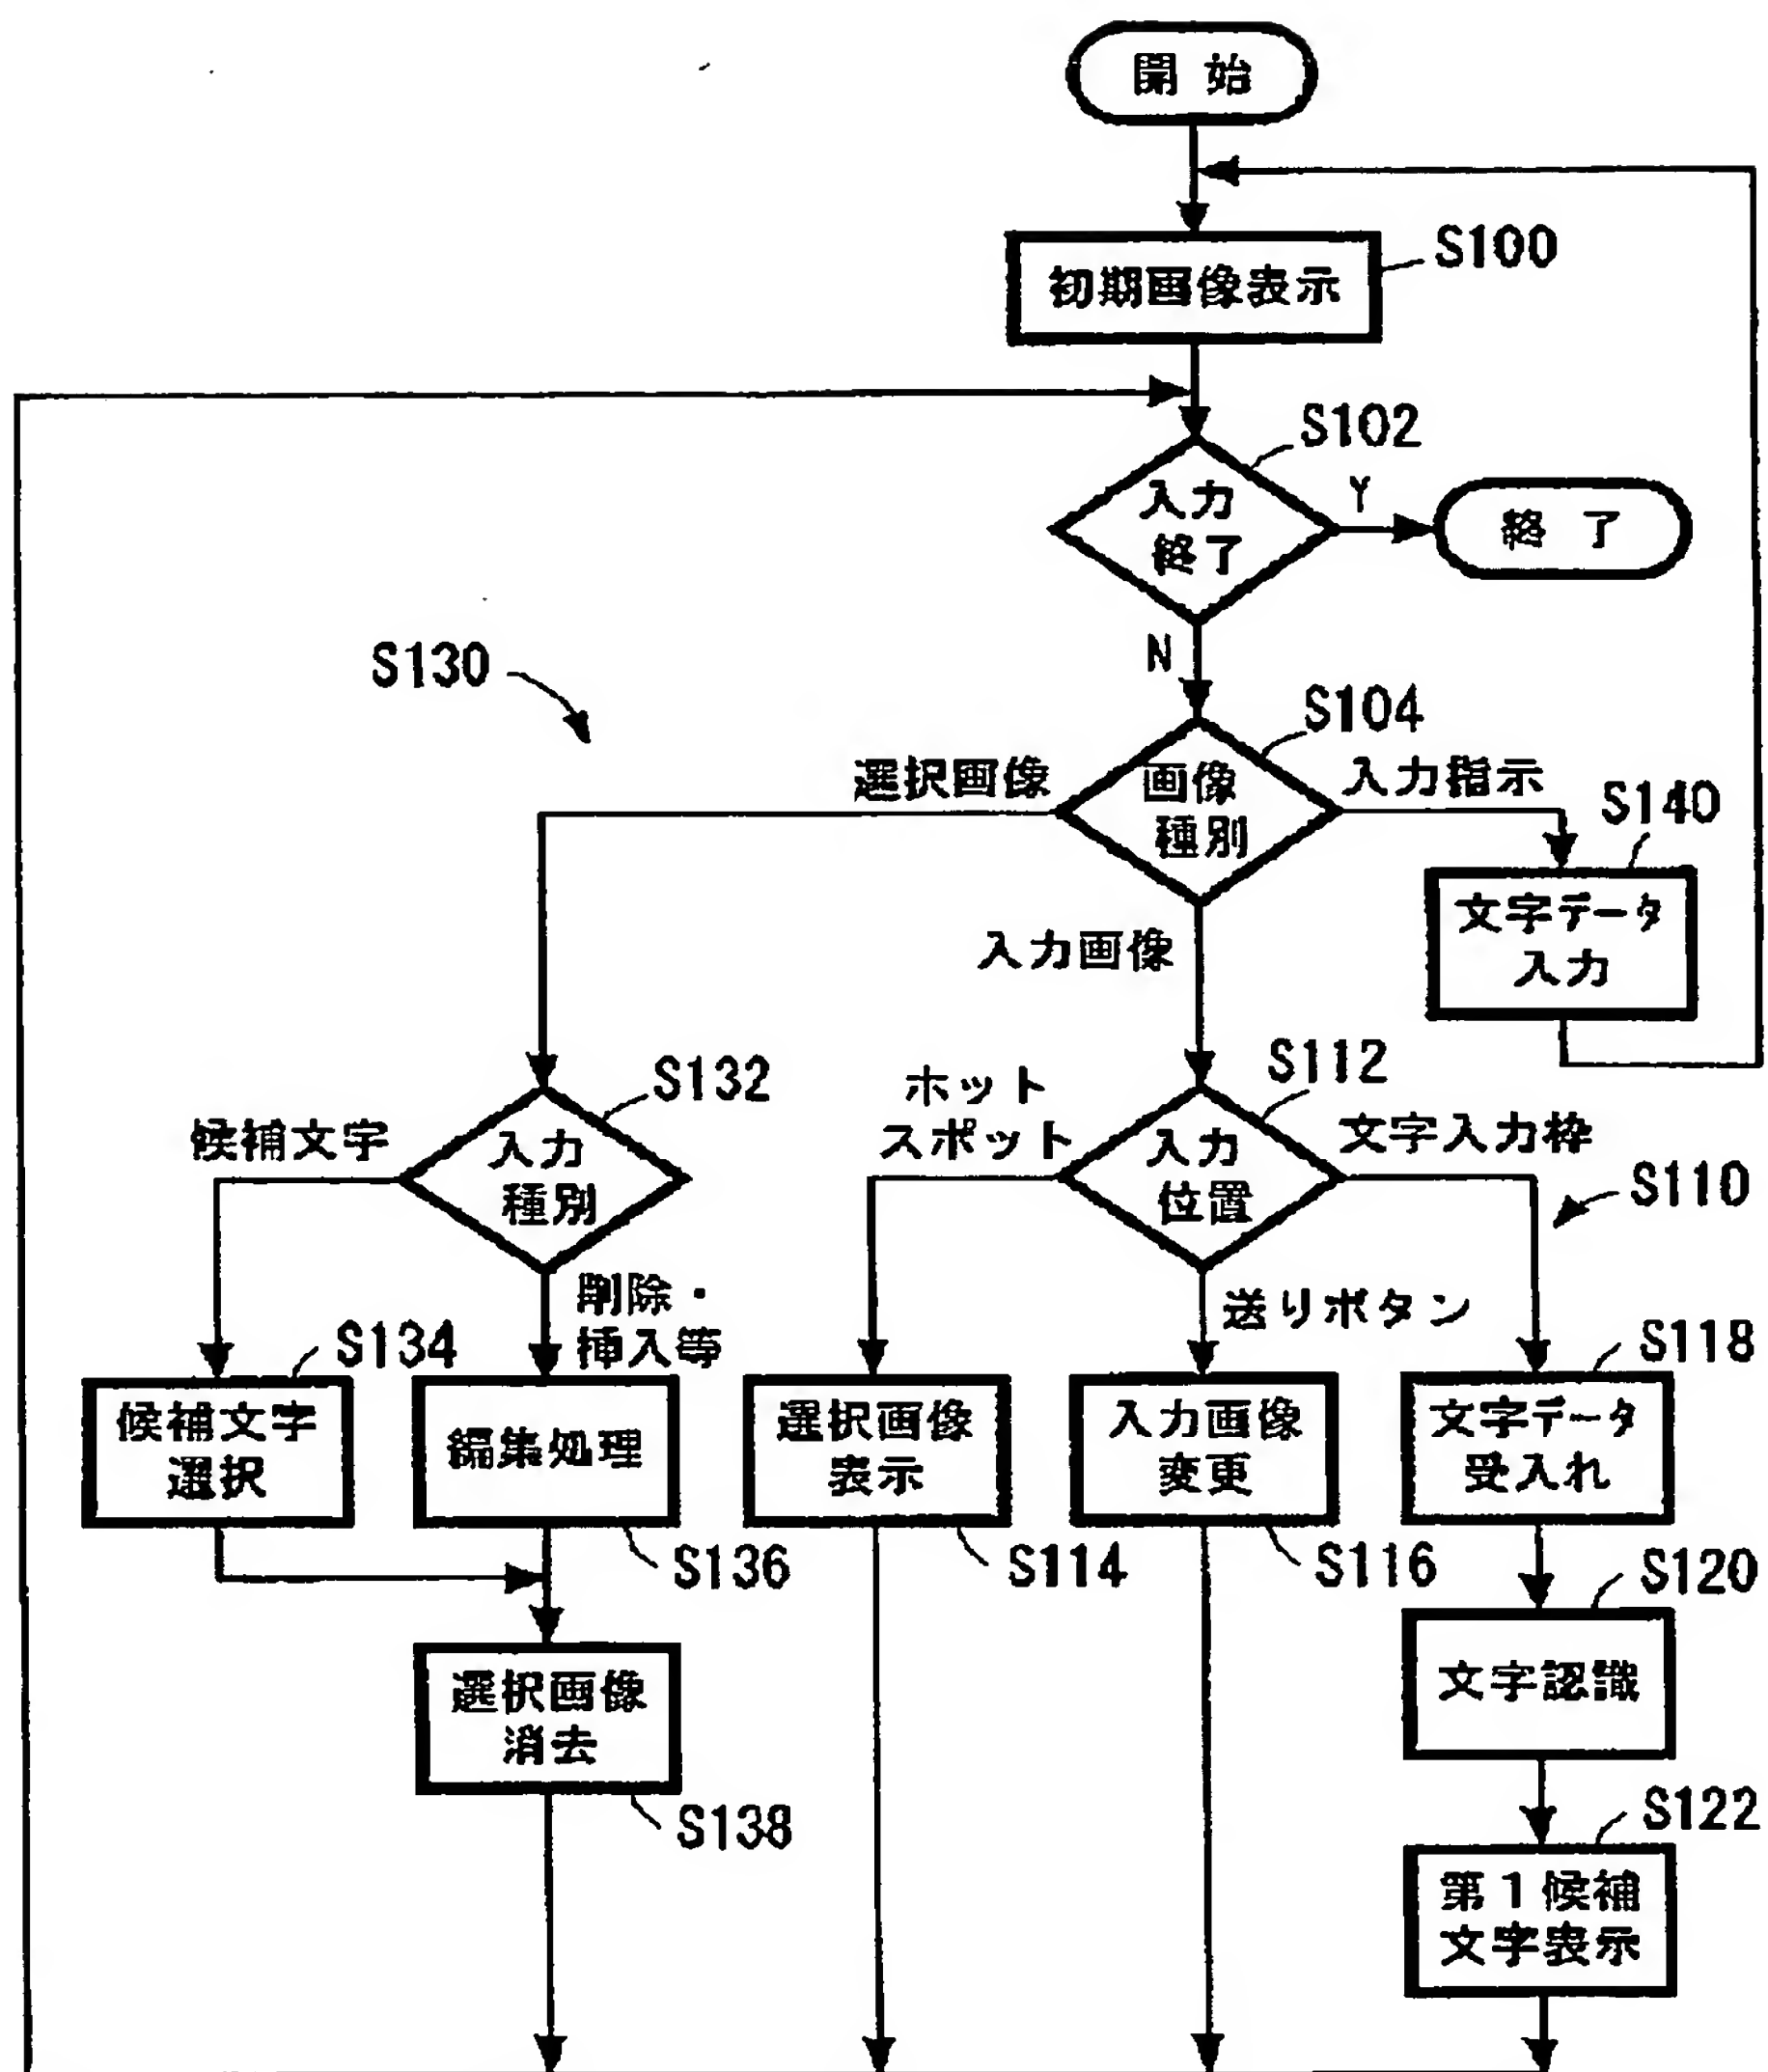 開始
S100
初期画像表示
S102
入力
終了
Y
終了
N
S130
S104
選択画像
画像
種別
入力指示
S140
文字データ
入力
入力画像
S132
候補文字
入力
種別
ホット
スポット
S112
入力
位置
文字入力枠
S110
削除・
挿入等
送りボタン
S134
候補文字
選択
編集処理
S136
選択画像
表示
S114
入力画像
変更
S116
S118
文字データ
受入れ
S120
文字認識
選択画像
消去
S138
S122
第1候補
文字表示